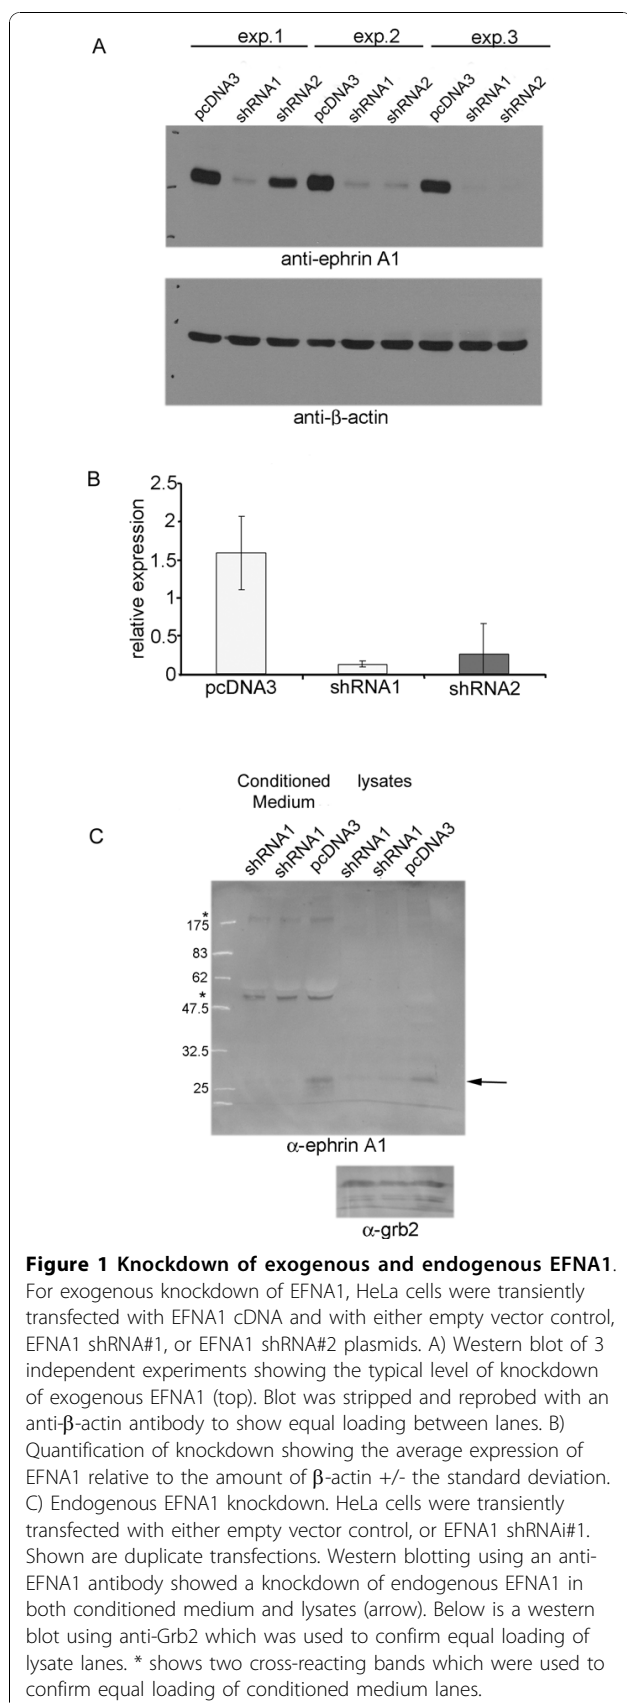 A
exp.1 exp.2 exp.3
pcDNA3 shRNA1 shRNA2 pcDNA3 shRNA1 shRNA2 pcDNA3 shRNA1 shRNA2
anti-ephrin A1
anti-β-actin
B
relative expression
2.5
2
1.5
1
0.5
0
pcDNA3 shRNA1 shRNA2
Conditioned lysates
Medium
C
shRNA1 shRNA1 pcDNA3 shRNA1 shRNA1 pcDNA3
*
175
83
62
*
47.5
32.5
25
α-ephrin A1
α-grb2
Figure 1 Knockdown of exogenous and endogenous EFNA1.
For exogenous knockdown of EFNA1, HeLa cells were transiently
transfected with EFNA1 cDNA and with either empty vector control,
EFNA1 shRNA#1, or EFNA1 shRNA#2 plasmids. A) Western blot of 3
independent experiments showing the typical level of knockdown
of exogenous EFNA1 (top). Blot was stripped and reprobed with an
anti-β-actin antibody to show equal loading between lanes. B)
Quantification of knockdown showing the average expression of
EFNA1 relative to the amount of β-actin +/- the standard deviation.
C) Endogenous EFNA1 knockdown. HeLa cells were transiently
transfected with either empty vector control, or EFNA1 shRNAi#1.
Shown are duplicate transfections. Western blotting using an anti-
EFNA1 antibody showed a knockdown of endogenous EFNA1 in
both conditioned medium and lysates (arrow). Below is a western
blot using anti-Grb2 which was used to confirm equal loading of
lysate lanes. * shows two cross-reacting bands which were used to
confirm equal loading of conditioned medium lanes.